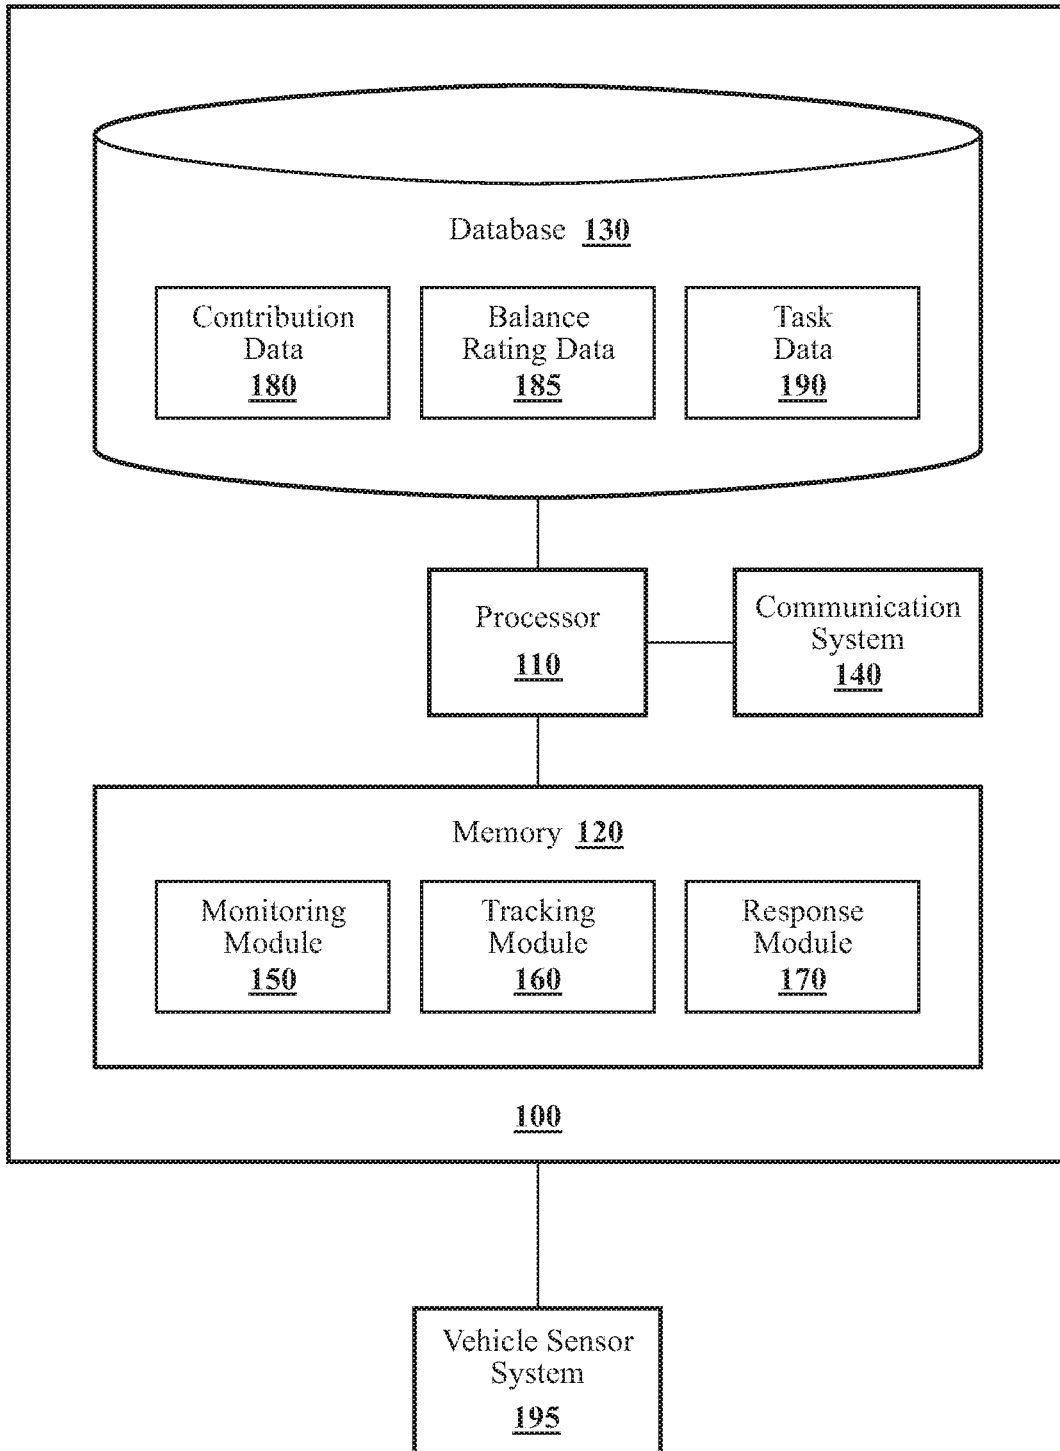 Database 130
Contribution
Data
180
Balance
Rating Data
185
Task
Data
190
Processor
110
Communication
System
140
Memory 120
Monitoring
Module
150
Tracking
Module
160
Response
Module
170
100
Vehicle Sensor
System
195